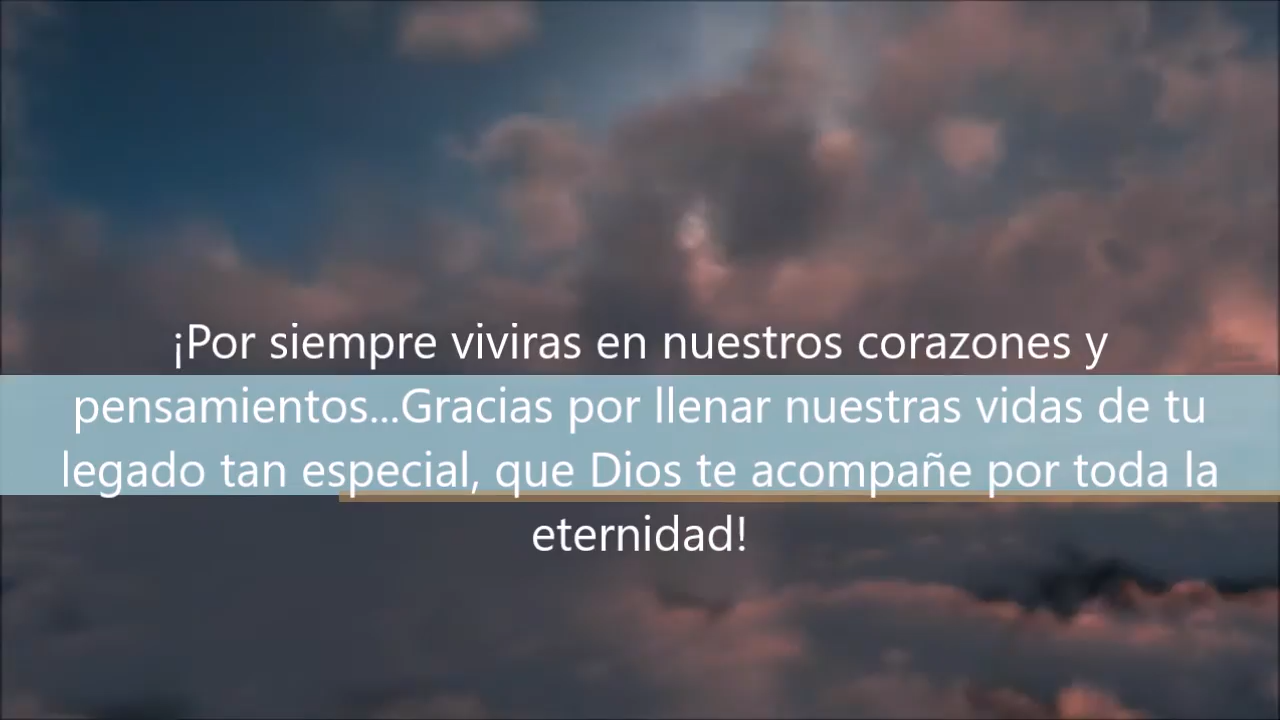 ¡Por siempre viviras en nuestros corazones y
pensamientos...Gracias por llenar nuestras vidas de tu
legado tan especial, que Dios te acompañe por toda la
eternidad!